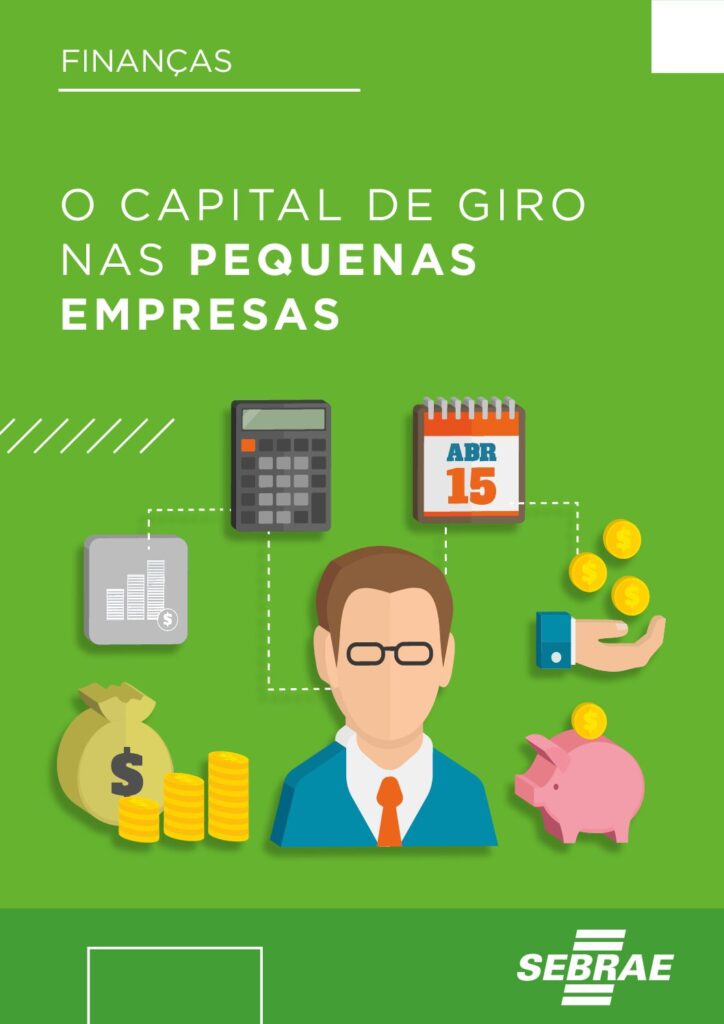 FINANÇAS
O CAPITAL DE GIRO
NAS PEQUENAS
EMPRESAS
ABR
15
$
$
$
$
$
$
SEBRAE